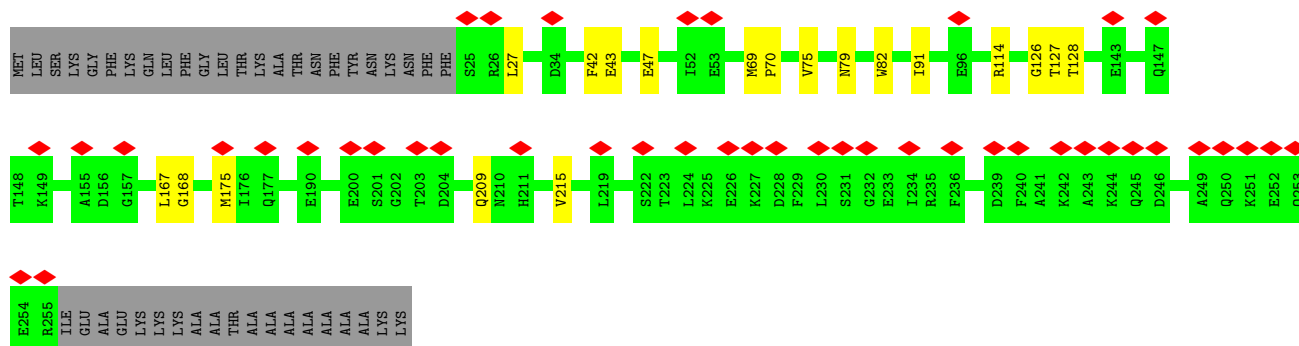 MET LEU SER LYS GLY PHE LYS GLN LEU PHE GLY LEU THR LYS ALA THR ASN PHE TYR ASN LYS ASN PHE PHE S25 R26 L27 D34 F42 E43 E47 I52 E53 M69 P70 V75 N79 W82 I91 E96 R114 G126 T127 T128 E143 Q147
T148 K149 A155 D156 G157 L167 G168 M175 I176 Q177 E190 E200 S201 G202 T203 D204 Q209 N210 H211 V215 L219 S222 T223 L224 K225 E226 K227 D228 F229 L230 S231 G232 E233 I234 R235 F236 D239 F240 A241 K242 A243 K244 Q245 D246 A249 Q250 K251 E252 Q253
E254 R255 ILE GLU ALA GLU LYS LYS LYS ALA ALA THR ALA ALA ALA ALA ALA ALA ALA LYS LYS